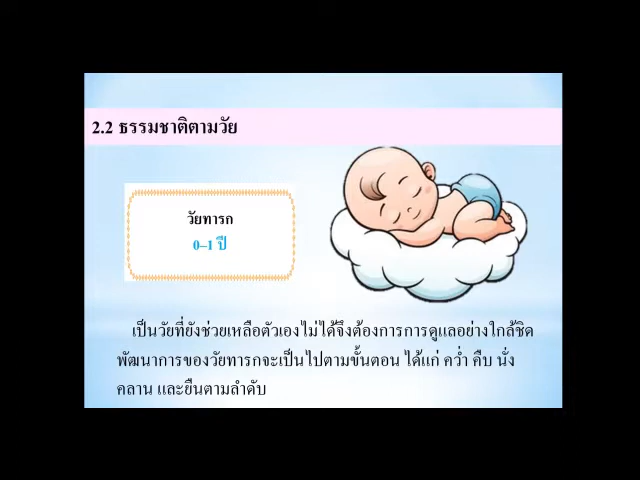 2.2 ธรรมชาติตามวัย
วัยทารก
0–1 ปี
เป็นวัยที่ยังช่วยเหลือตัวเองไม่ได้จึงต้องการการดูแลอย่างใกล้ชิด
พัฒนาการของวัยทารกจะเป็นไปตามขั้นตอน ได้แก่ คว่ำ คืบ นั่ง
คลาน และยืนตามลำดับ